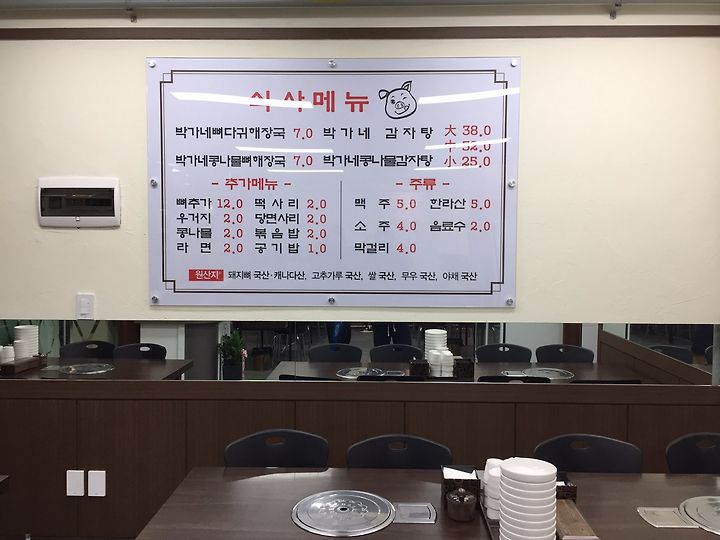 식사메뉴
박가네뼈다귀해장국 7.0 박가네 감자탕 大 38.0
中 32.0
박가네콩나물뼈해장국 7.0 박가네콩나물감자탕 小 25.0
- 추가메뉴 - - 주류 -
뼈추가 12.0 떡사리 2.0 맥주 5.0 한라산 5.0
우거지 2.0 당면사리 2.0
콩나물 2.0 볶음밥 2.0 소주 4.0 음료수 2.0
라면 2.0 공기밥 1.0 막걸리 4.0
원산지 돼지뼈 국산·캐나다산, 고추가루 국산, 쌀 국산, 무우 국산, 야채 국산